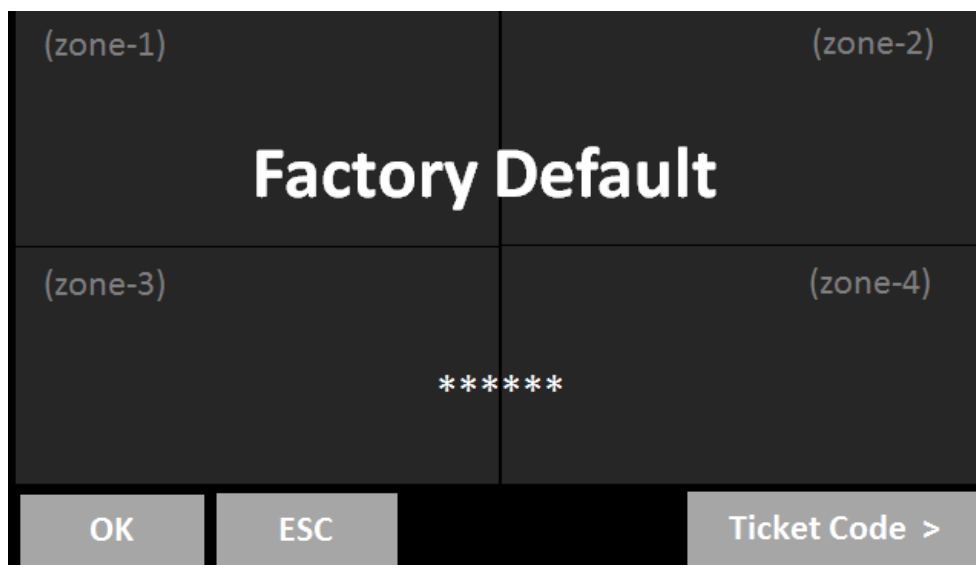 (zone-1) (zone-2)
Factory Default
(zone-3) (zone-4)
******
OK ESC Ticket Code >